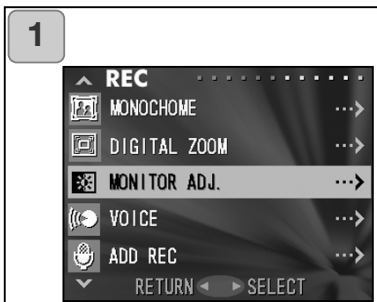 1
REC
MONOCHOME
DIGITAL ZOOM
MONITOR ADJ.
VOICE
ADD REC
RETURN SELECT